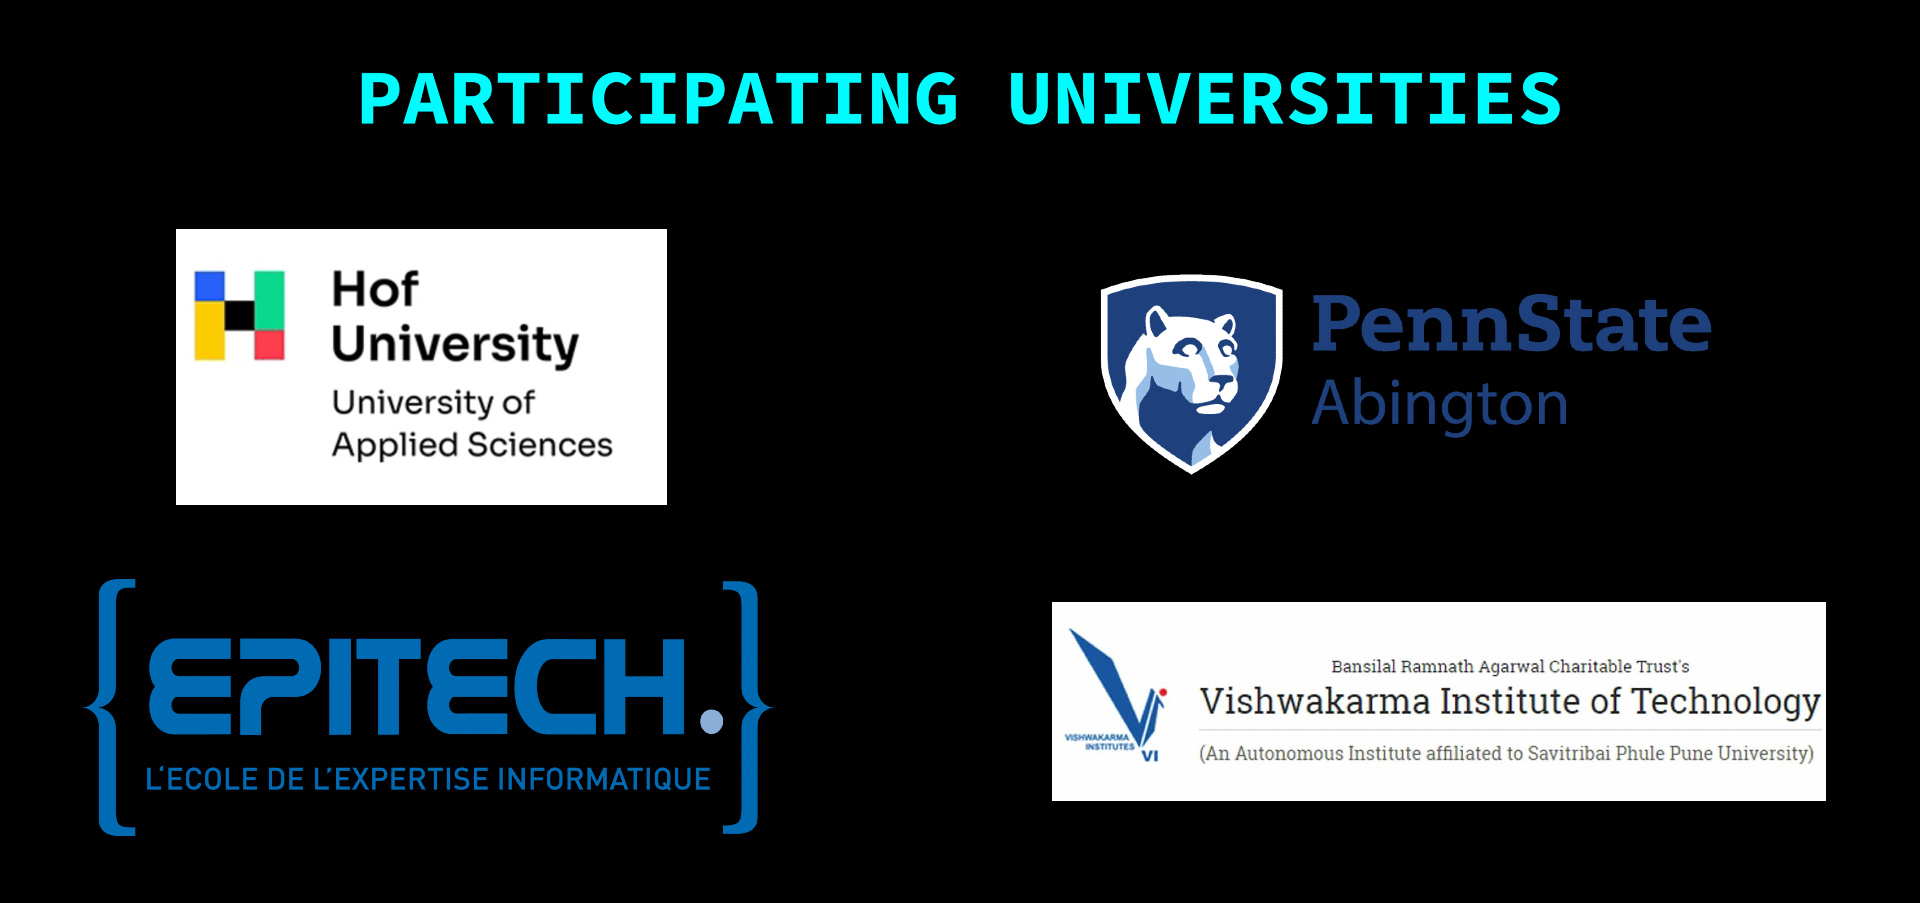 PARTICIPATING UNIVERSITIES
Hof
University
University of
Applied Sciences
PennState
Abington
EPITECH.
L'ECOLE DE L'EXPERTISE INFORMATIQUE
Bansilal Ramnath Agarwal Charitable Trust's
Vishwakarma Institute of Technology
(An Autonomous Institute affiliated to Savitribai Phule Pune University)
VISHWAKARMA
INSTITUTES
VI